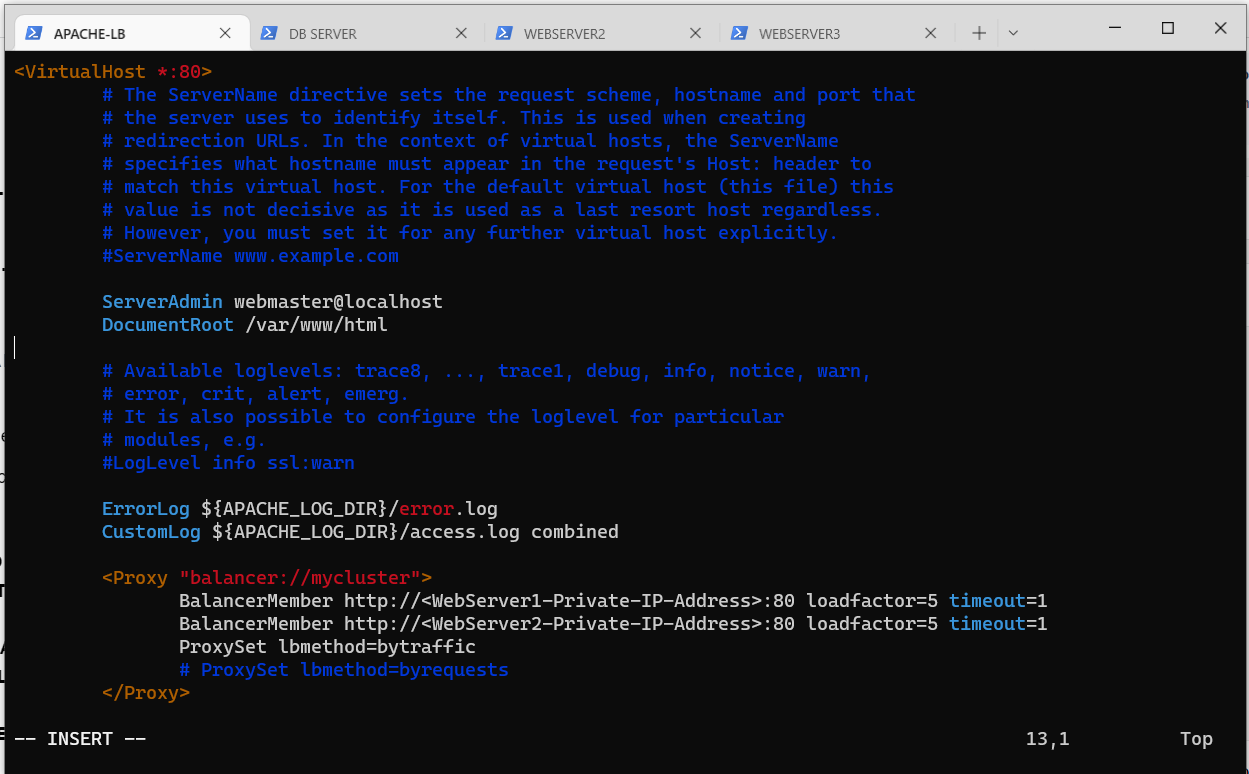 APACHE-LB DB SERVER WEBSERVER2 WEBSERVER3
<VirtualHost *:80>
# The ServerName directive sets the request scheme, hostname and port that
# the server uses to identify itself. This is used when creating
# redirection URLs. In the context of virtual hosts, the ServerName
# specifies what hostname must appear in the request's Host: header to
# match this virtual host. For the default virtual host (this file) this
# value is not decisive as it is used as a last resort host regardless.
# However, you must set it for any further virtual host explicitly.
#ServerName www.example.com
ServerAdmin webmaster@localhost
DocumentRoot /var/www/html
# Available loglevels: trace8, ..., trace1, debug, info, notice, warn,
# error, crit, alert, emerg.
# It is also possible to configure the loglevel for particular
# modules, e.g.
#LogLevel info ssl:warn
ErrorLog ${APACHE_LOG_DIR}/error.log
CustomLog ${APACHE_LOG_DIR}/access.log combined
<Proxy "balancer://mycluster">
BalancerMember http://<WebServer1-Private-IP-Address>:80 loadfactor=5 timeout=1
BalancerMember http://<WebServer2-Private-IP-Address>:80 loadfactor=5 timeout=1
ProxySet lbmethod=bytraffic
# ProxySet lbmethod=byrequests
</Proxy>
-- INSERT -- 13,1 Top